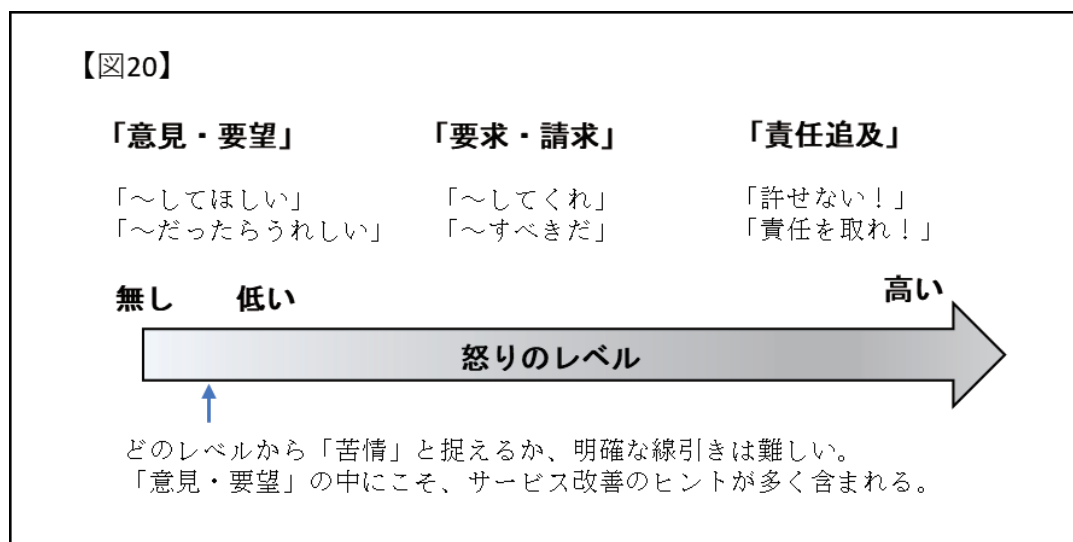 【図20】
「意見・要望」 「要求・請求」 「責任追及」
「～してほしい」 「～してくれ」 「許せない！」
「～だったらうれしい」 「～すべきだ」 「責任を取れ！」
無し 低い 高い
怒りのレベル
どのレベルから「苦情」と捉えるか、明確な線引きは難しい。
「意見・要望」の中にこそ、サービス改善のヒントが多く含まれる。